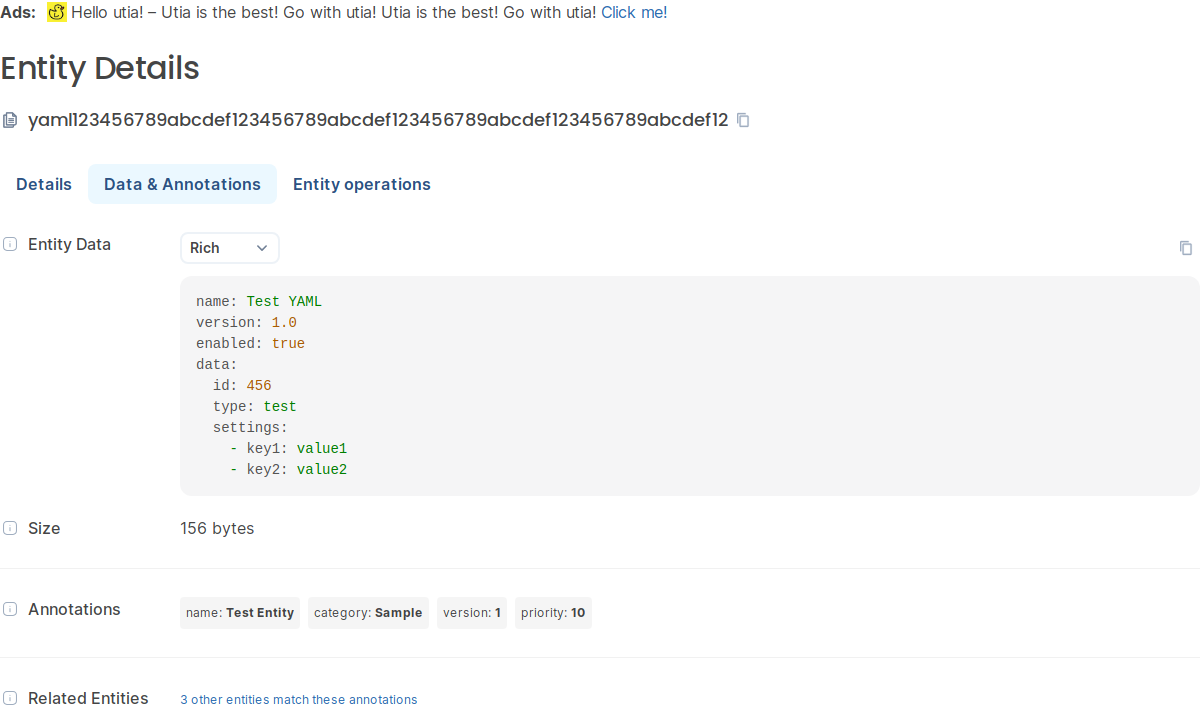 Ads: Hello utia! – Utia is the best! Go with utia! Utia is the best! Go with utia! Click me!
Entity Details
yaml123456789abcdef123456789abcdef123456789abcdef123456789abcdef12
Details Data & Annotations Entity operations
Entity Data Rich
name: Test YAML
version: 1.0
enabled: true
data:
  id: 456
  type: test
  settings:
    - key1: value1
    - key2: value2
Size 156 bytes
Annotations name: Test Entity category: Sample version: 1 priority: 10
Related Entities 3 other entities match these annotations